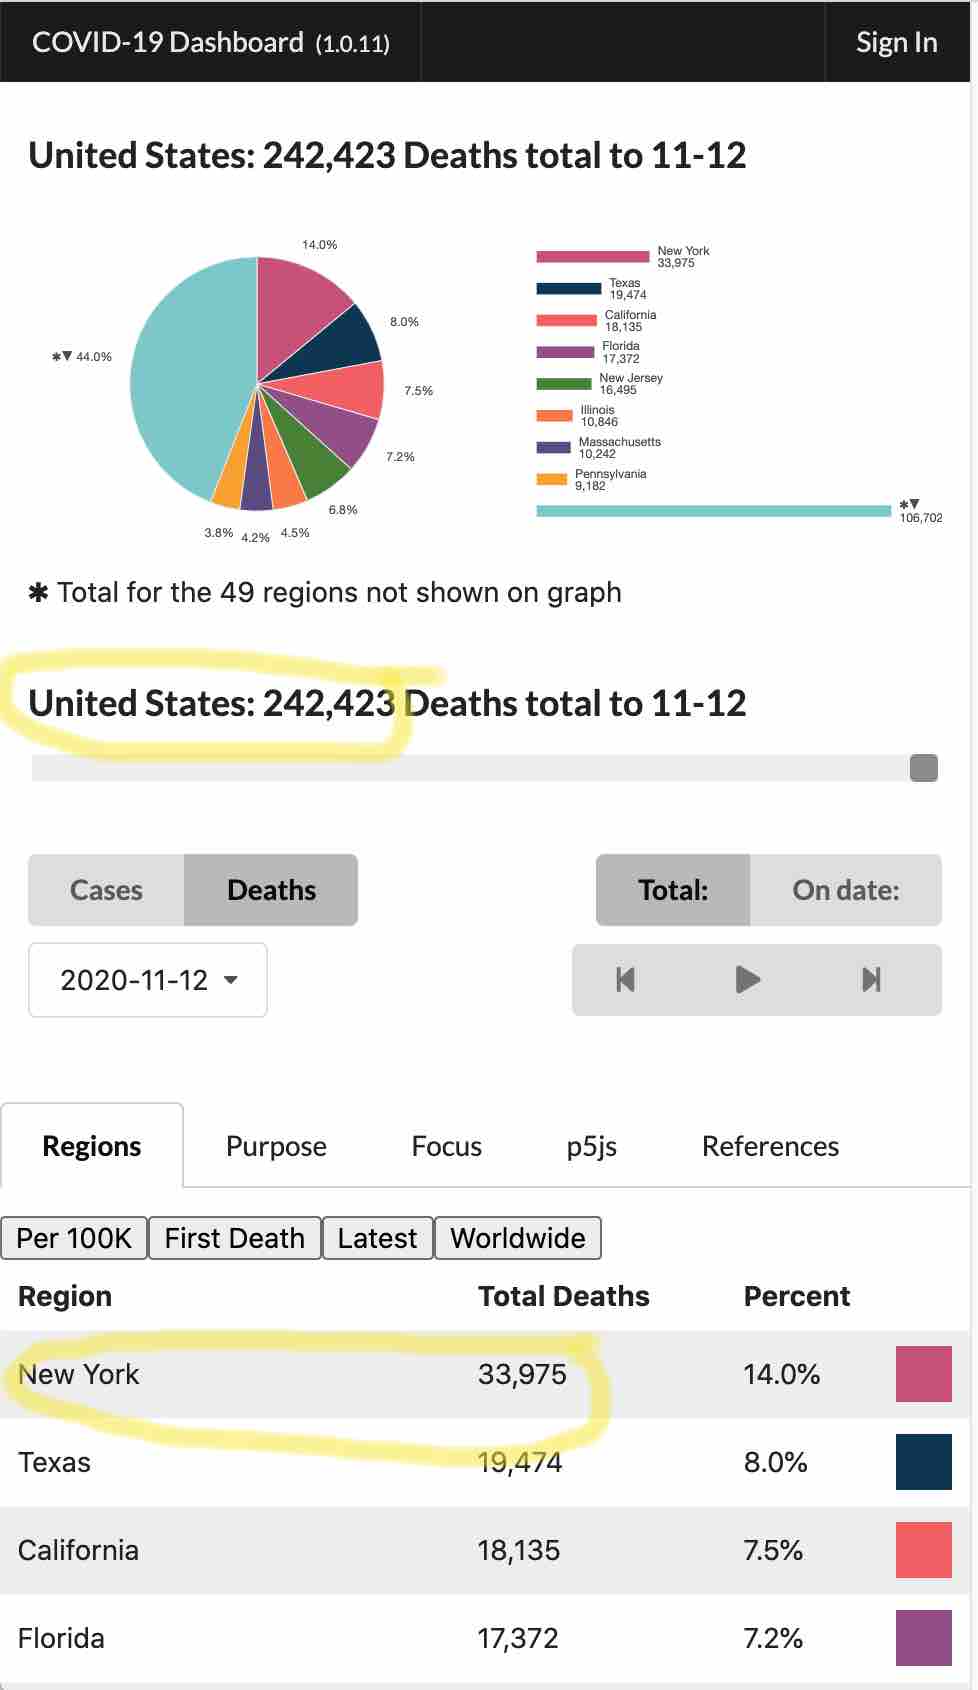 COVID-19 Dashboard (1.0.11) Sign In
United States: 242,423 Deaths total to 11-12
14.0%
8.0%
7.5%
7.2%
6.8%
4.5%
4.2%
3.8%
✱▼ 44.0%
New York
33,975
Texas
19,474
California
18,135
Florida
17,372
New Jersey
16,495
Illinois
10,846
Massachusetts
10,242
Pennsylvania
9,182
✱▼
106,702
✱ Total for the 49 regions not shown on graph
United States: 242,423 Deaths total to 11-12
Cases Deaths Total: On date:
2020-11-12
Regions Purpose Focus p5js References
Per 100K First Death Latest Worldwide
Region Total Deaths Percent
New York 33,975 14.0%
Texas 19,474 8.0%
California 18,135 7.5%
Florida 17,372 7.2%